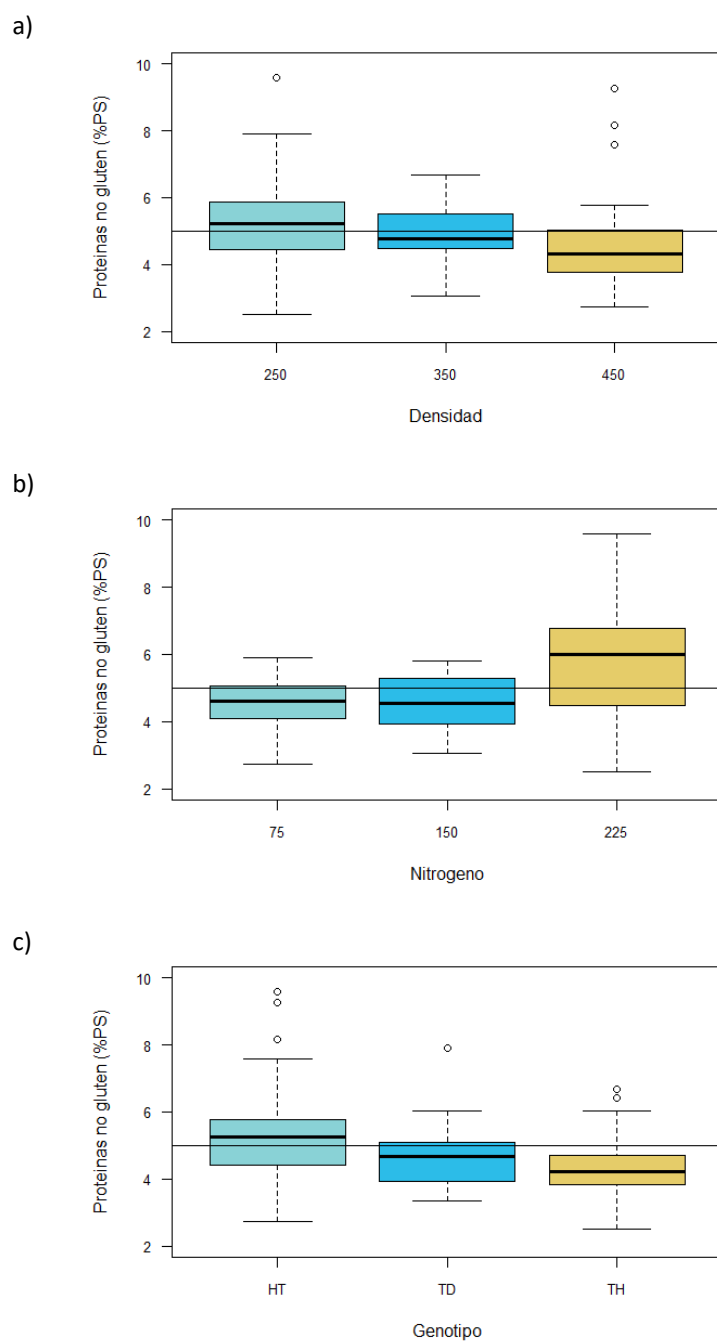 a)
Proteinas no gluten (%PS)
10
8
6
4
2
250 350 450
Densidad
b)
Proteinas no gluten (%PS)
10
8
6
4
2
75 150 225
Nitrogeno
c)
Proteinas no gluten (%PS)
10
8
6
4
2
HT TD TH
Genotipo